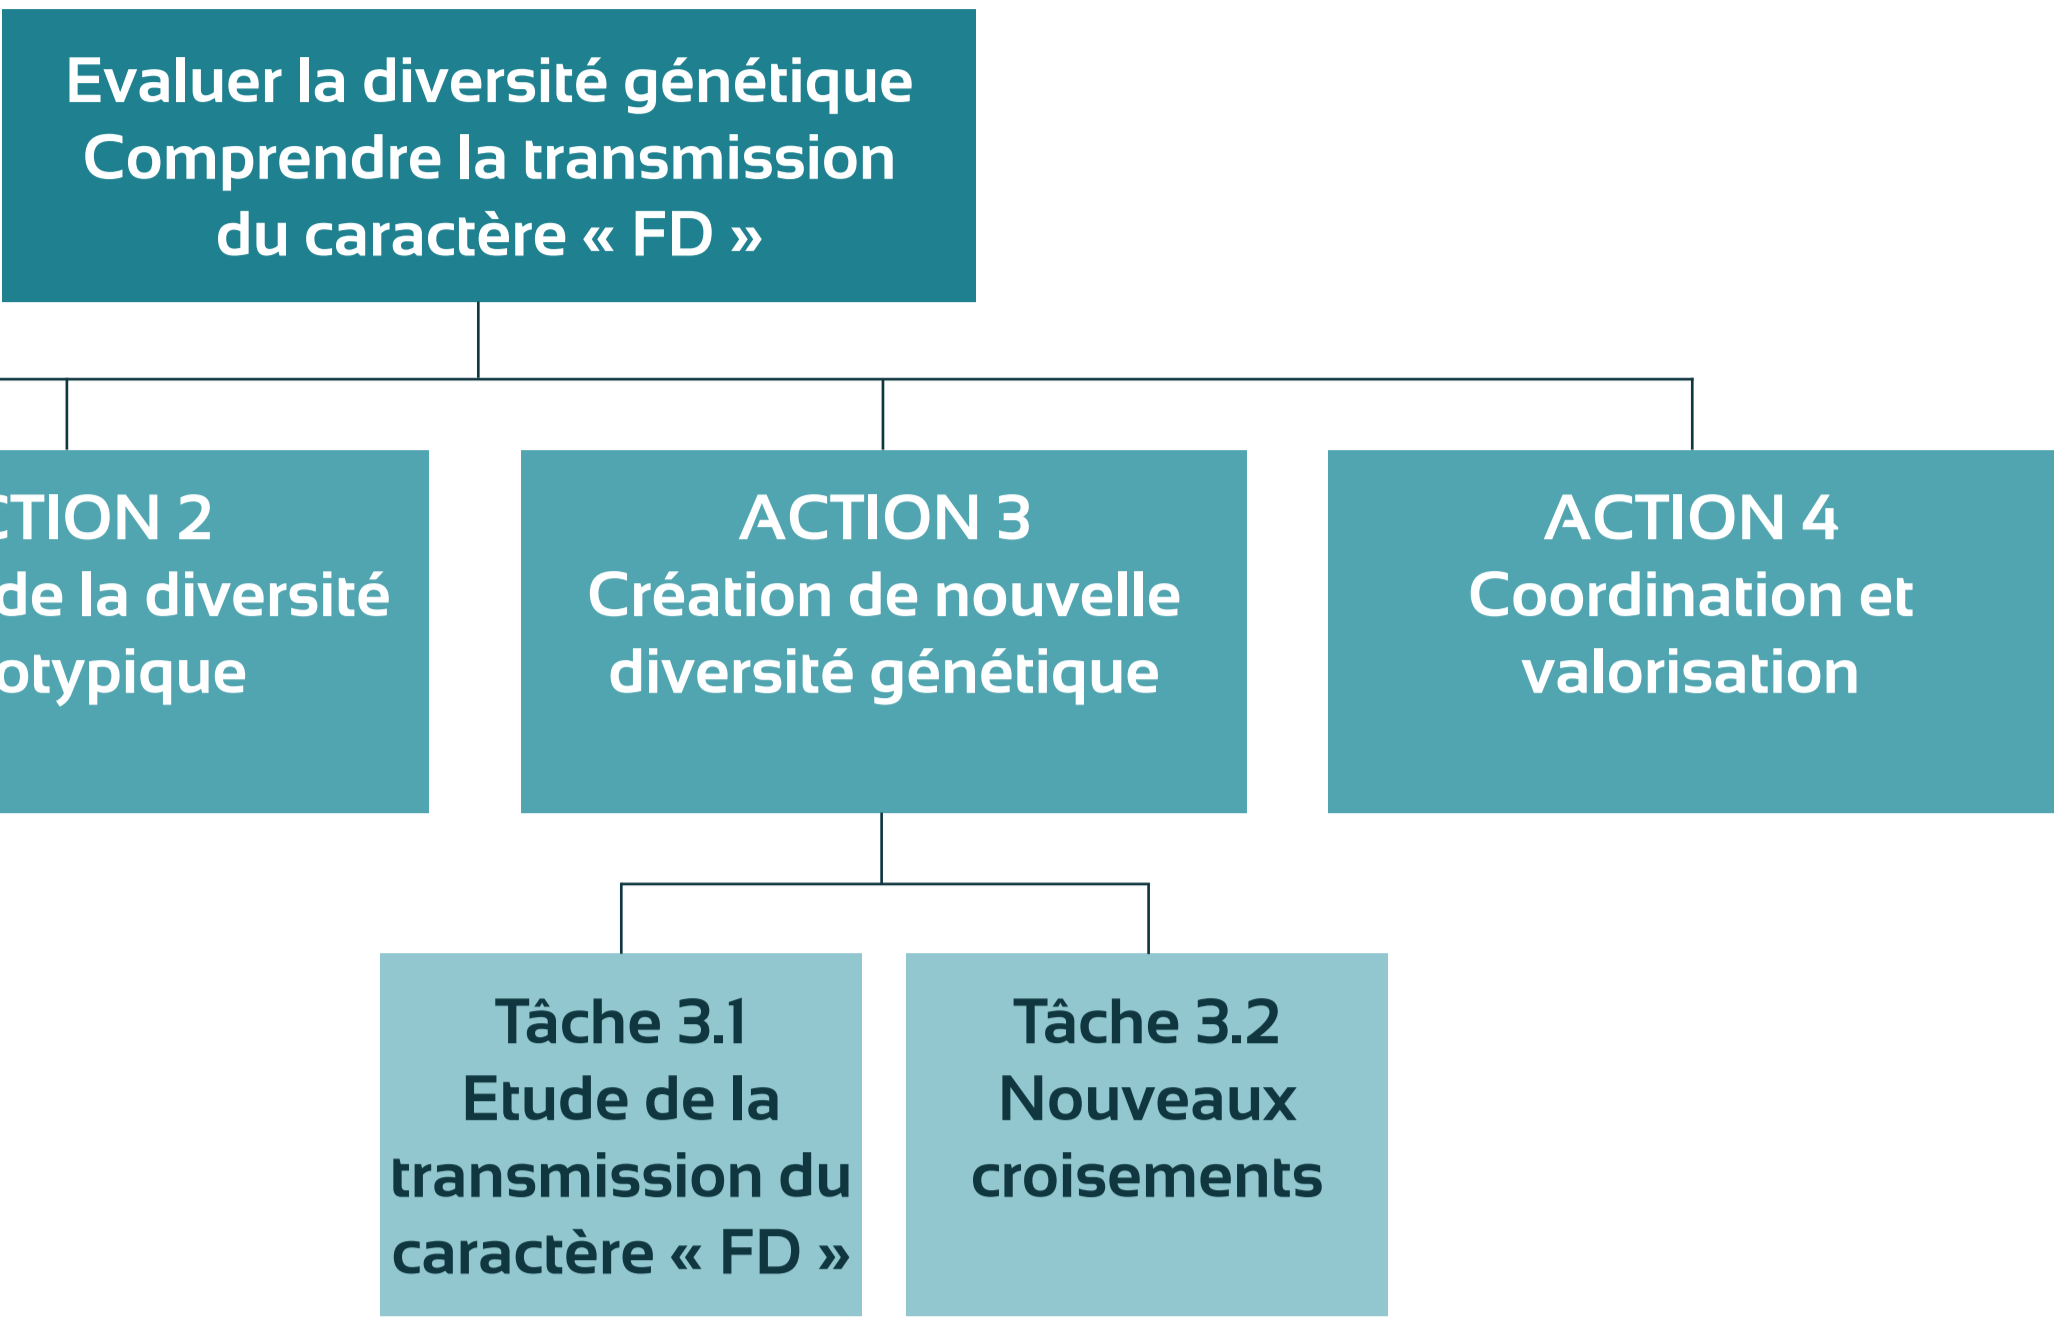 Evaluer la diversité génétique
Comprendre la transmission
du caractère « FD »
2
de la diversité
ACTION 3
Création de nouvelle
diversité génétique
ACTION 4
Coordination et
valorisation
Tâche 3.1
Etude de la
transmission du
caractère « FD »
Tâche 3.2
Nouveaux
croisements